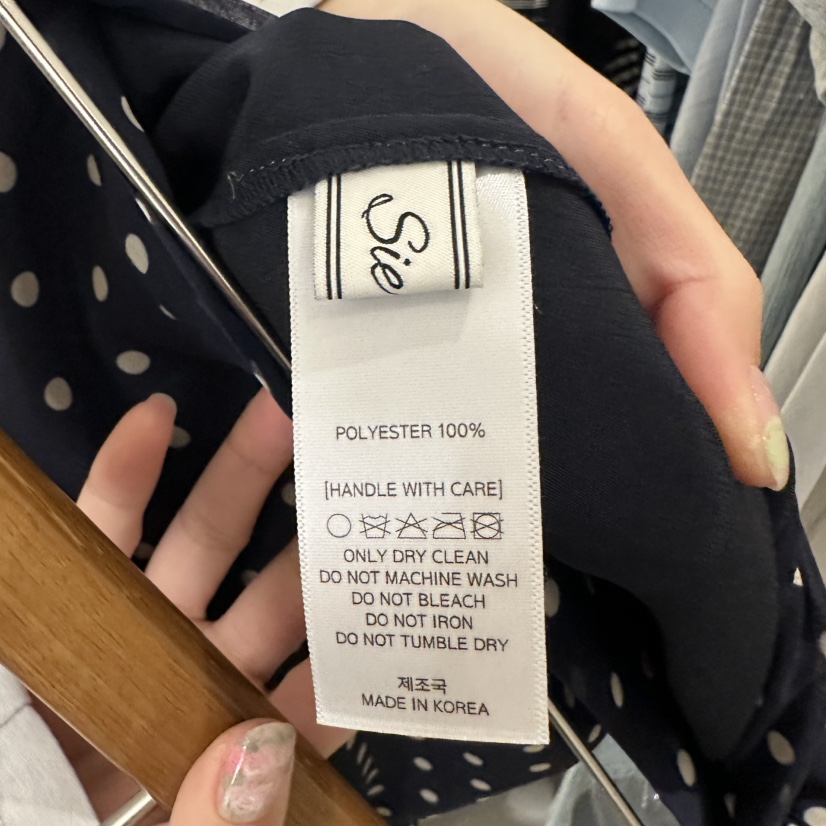 Sie
POLYESTER 100%
[HANDLE WITH CARE]
ONLY DRY CLEAN
DO NOT MACHINE WASH
DO NOT BLEACH
DO NOT IRON
DO NOT TUMBLE DRY
제조국
MADE IN KOREA